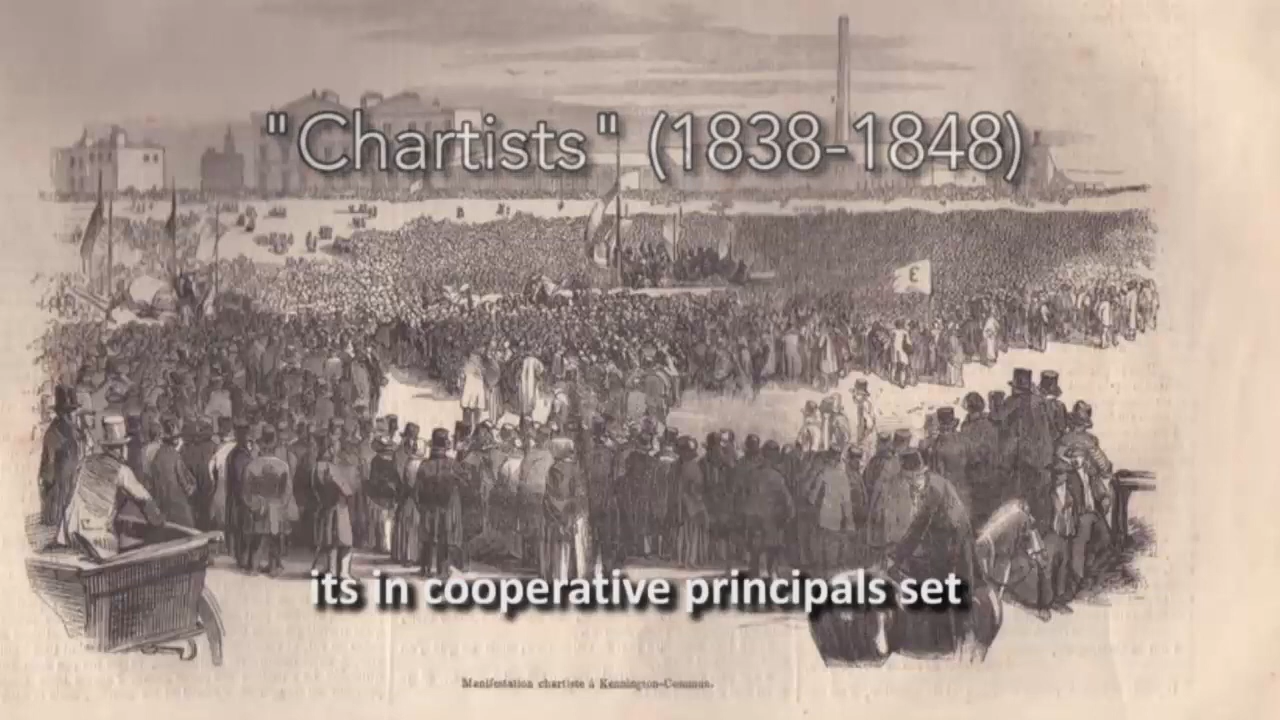 "Chartists" (1838-1848)
its in cooperative principals set
Manifestation chartiste à Kennington-Common.